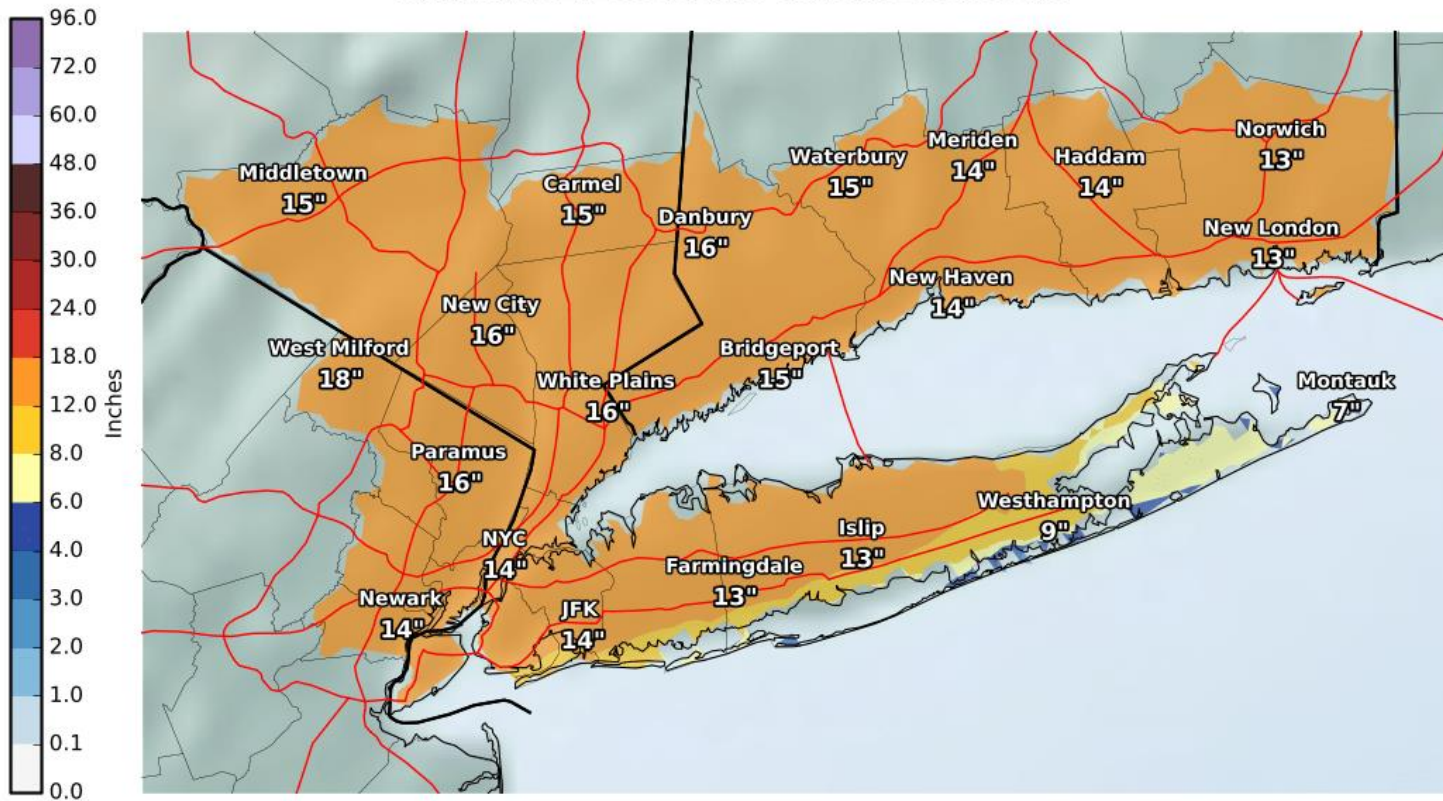 96.0
72.0
60.0
48.0
36.0
30.0
24.0
18.0
12.0
8.0
6.0
4.0
3.0
2.0
1.0
0.1
0.0
Inches
Middletown
15"
Carmel
15"
Danbury
16"
Waterbury
15"
Meriden
14"
Haddam
14"
Norwich
13"
New London
13"
New Haven
14"
New City
16"
West Milford
18"
White Plains
16"
Bridgeport
15"
Montauk
7"
Paramus
16"
Westhampton
9"
NYC
14"
Islip
13"
Farmingdale
13"
Newark
14"
JFK
14"